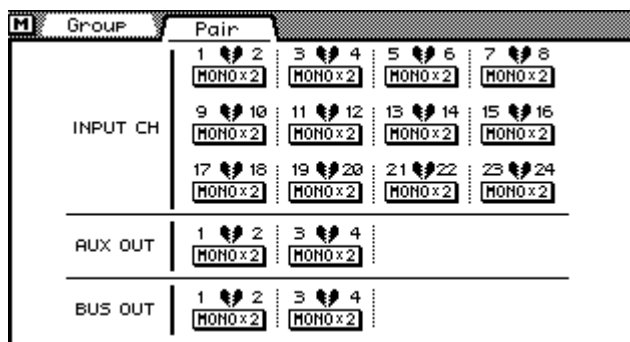 M Group Pair
1 2 3 4 5 6 7 8
MONO×2 MONO×2 MONO×2 MONO×2
9 10 11 12 13 14 15 16
INPUT CH MONO×2 MONO×2 MONO×2 MONO×2
17 18 19 20 21 22 23 24
MONO×2 MONO×2 MONO×2 MONO×2
1 2 3 4
AUX OUT MONO×2 MONO×2
1 2 3 4
BUS OUT MONO×2 MONO×2